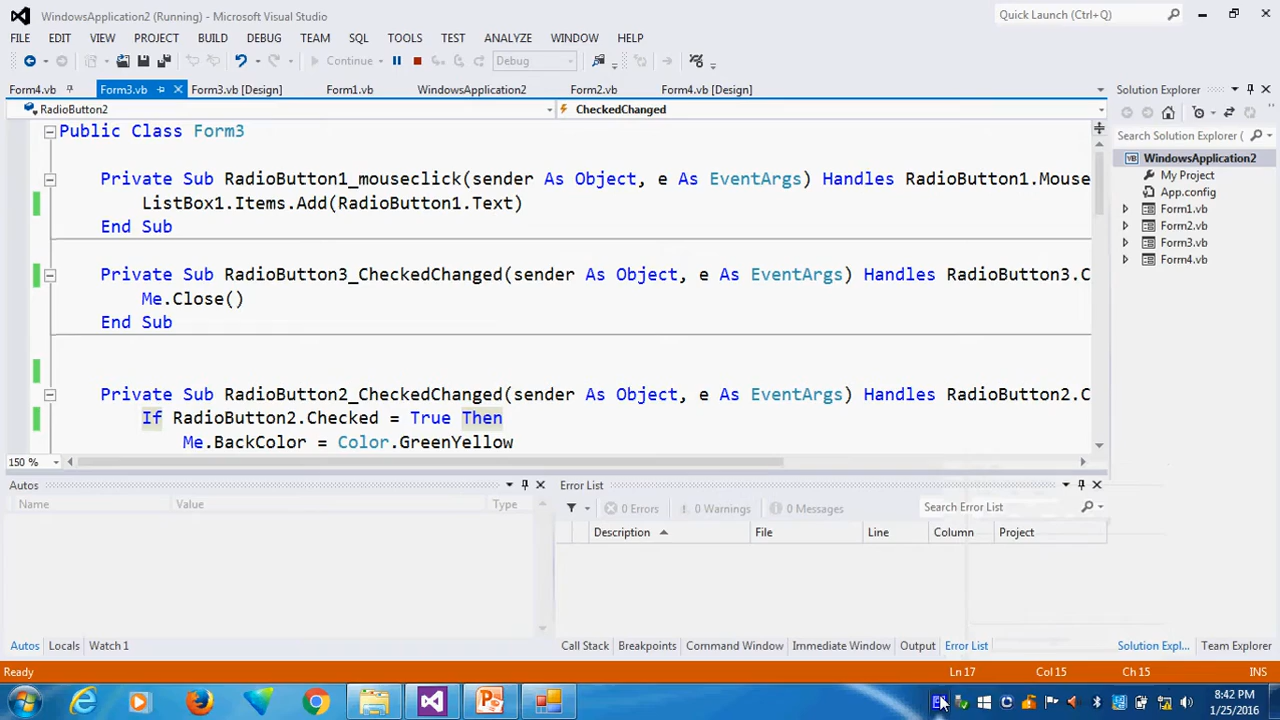 WindowsApplication2 (Running) - Microsoft Visual Studio
Quick Launch (Ctrl+Q)
FILE EDIT VIEW PROJECT BUILD DEBUG TEAM SQL TOOLS TEST ANALYZE WINDOW HELP
Continue Debug
Form4.vb Form3.vb Form3.vb [Design] Form1.vb WindowsApplication2 Form2.vb Form4.vb [Design]
Solution Explorer
RadioButton2 CheckedChanged
Search Solution Explorer (
Public Class Form3
WindowsApplication2
My Project
App.config
Form1.vb
Form2.vb
Form3.vb
Form4.vb
Private Sub RadioButton1_mouseclick(sender As Object, e As EventArgs) Handles RadioButton1.Mouse
ListBox1.Items.Add(RadioButton1.Text)
End Sub
Private Sub RadioButton3_CheckedChanged(sender As Object, e As EventArgs) Handles RadioButton3.C
Me.Close()
End Sub
Private Sub RadioButton2_CheckedChanged(sender As Object, e As EventArgs) Handles RadioButton2.C
If RadioButton2.Checked = True Then
Me.BackColor = Color.GreenYellow
150 %
Autos
Name Value Type
Error List
0 Errors 0 Warnings 0 Messages Search Error List
Description File Line Column Project
Autos Locals Watch 1
Call Stack Breakpoints Command Window Immediate Window Output Error List
Solution Expl... Team Explorer
Ready Ln 17 Col 15 Ch 15 INS
8:42 PM
1/25/2016